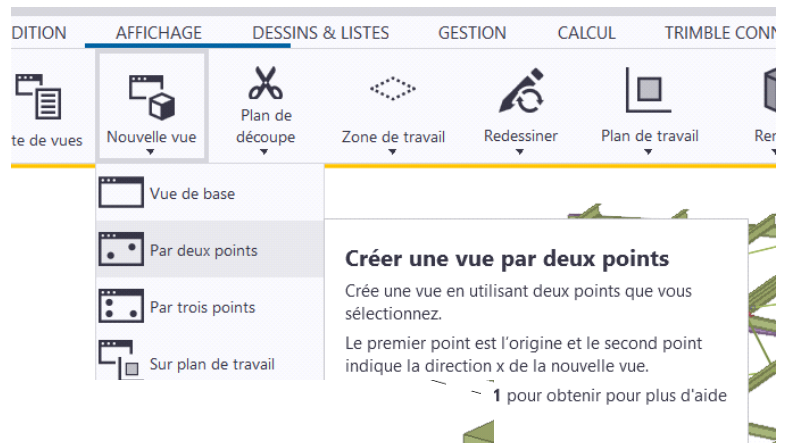 DITION AFFICHAGE DESSINS & LISTES GESTION CALCUL TRIMBLE CONN
te de vues
Nouvelle vue
Plan de
découpe
Zone de travail
Redessiner
Plan de travail
Ren
Vue de base
Par deux points
Par trois points
Sur plan de travail
Créer une vue par deux points
Crée une vue en utilisant deux points que vous
sélectionnez.
Le premier point est l'origine et le second point
indique la direction x de la nouvelle vue.
1 pour obtenir pour plus d'aide